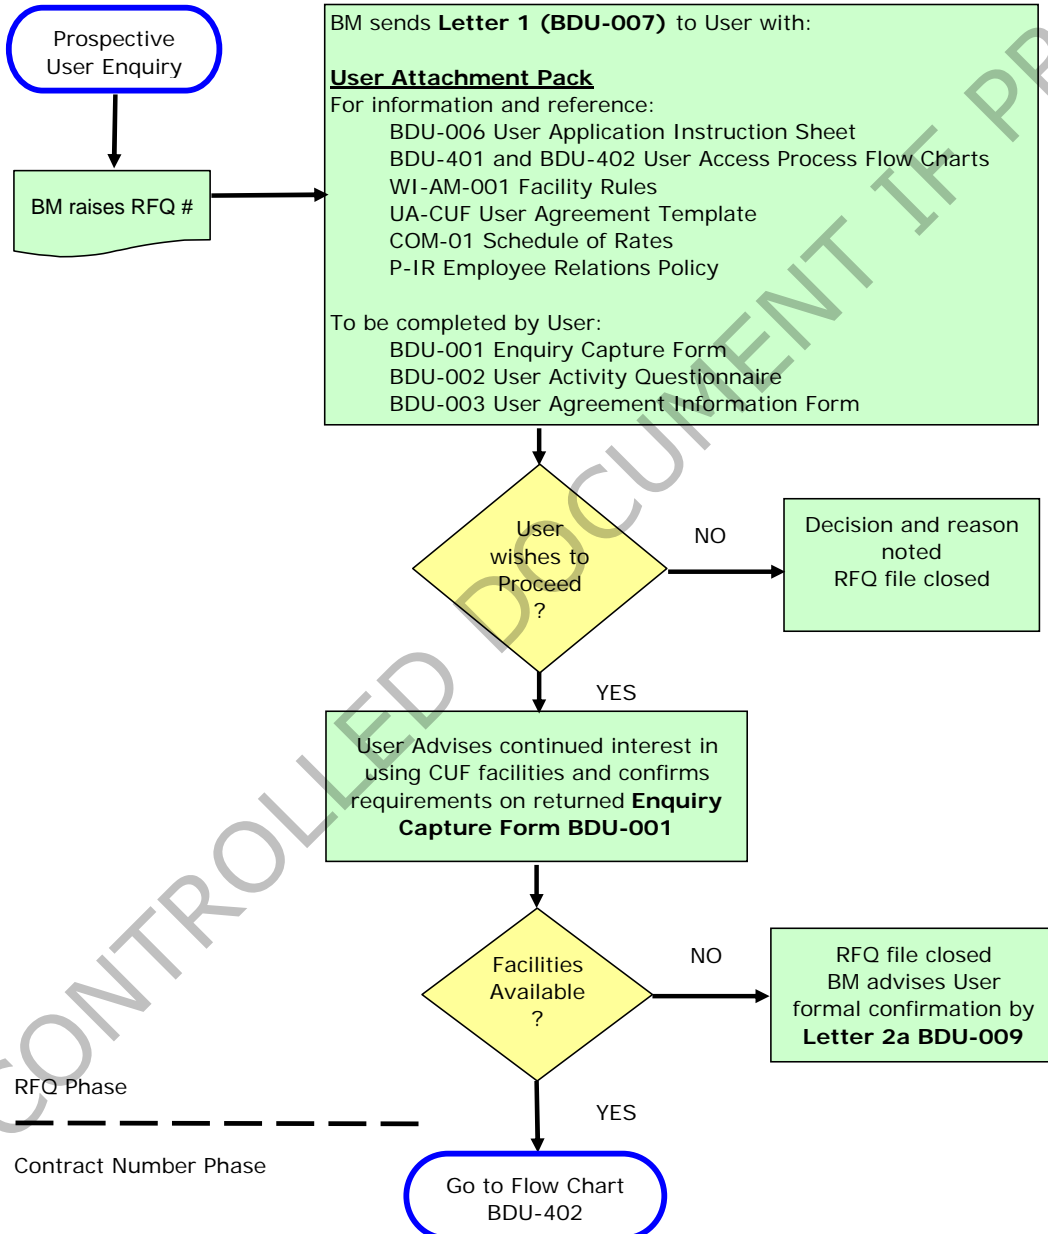 Prospective
User Enquiry
BM raises RFQ #
BM sends Letter 1 (BDU-007) to User with:
User Attachment Pack
For information and reference:
BDU-006 User Application Instruction Sheet
BDU-401 and BDU-402 User Access Process Flow Charts
WI-AM-001 Facility Rules
UA-CUF User Agreement Template
COM-01 Schedule of Rates
P-IR Employee Relations Policy
To be completed by User:
BDU-001 Enquiry Capture Form
BDU-002 User Activity Questionnaire
BDU-003 User Agreement Information Form
User
wishes to
Proceed
?
NO
Decision and reason
noted
RFQ file closed
YES
User Advises continued interest in
using CUF facilities and confirms
requirements on returned Enquiry
Capture Form BDU-001
Facilities
Available
?
NO
RFQ file closed
BM advises User
formal confirmation by
Letter 2a BDU-009
YES
RFQ Phase
Contract Number Phase
Go to Flow Chart
BDU-402
CONTROLLED DOCUMENT IF PR